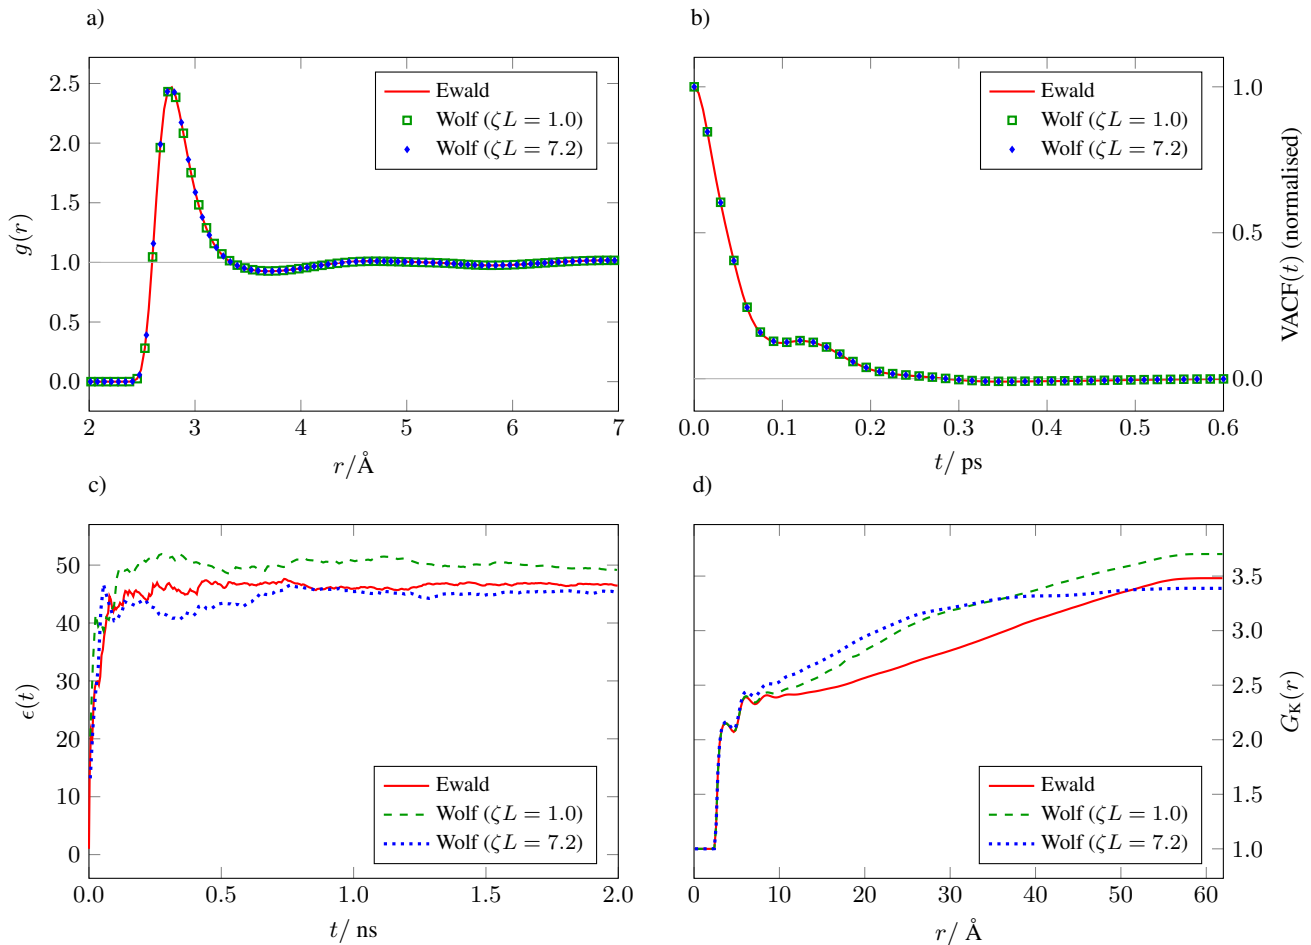 a)
2.5
2.0
1.5
1.0
0.5
0.0
g(r)
2
3
4
5
6
7
r/Å
Ewald
Wolf (ζL = 1.0)
Wolf (ζL = 7.2)
b)
1.0
0.5
0.0
VACF(t) (normalised)
0.0
0.1
0.2
0.3
0.4
0.5
0.6
t/ ps
Ewald
Wolf (ζL = 1.0)
Wolf (ζL = 7.2)
c)
50
40
30
20
10
0
ϵ(t)
0.0
0.5
1.0
1.5
2.0
t/ ns
Ewald
Wolf (ζL = 1.0)
Wolf (ζL = 7.2)
d)
3.5
3.0
2.5
2.0
1.5
1.0
G_K(r)
0
10
20
30
40
50
60
r/ Å
Ewald
Wolf (ζL = 1.0)
Wolf (ζL = 7.2)